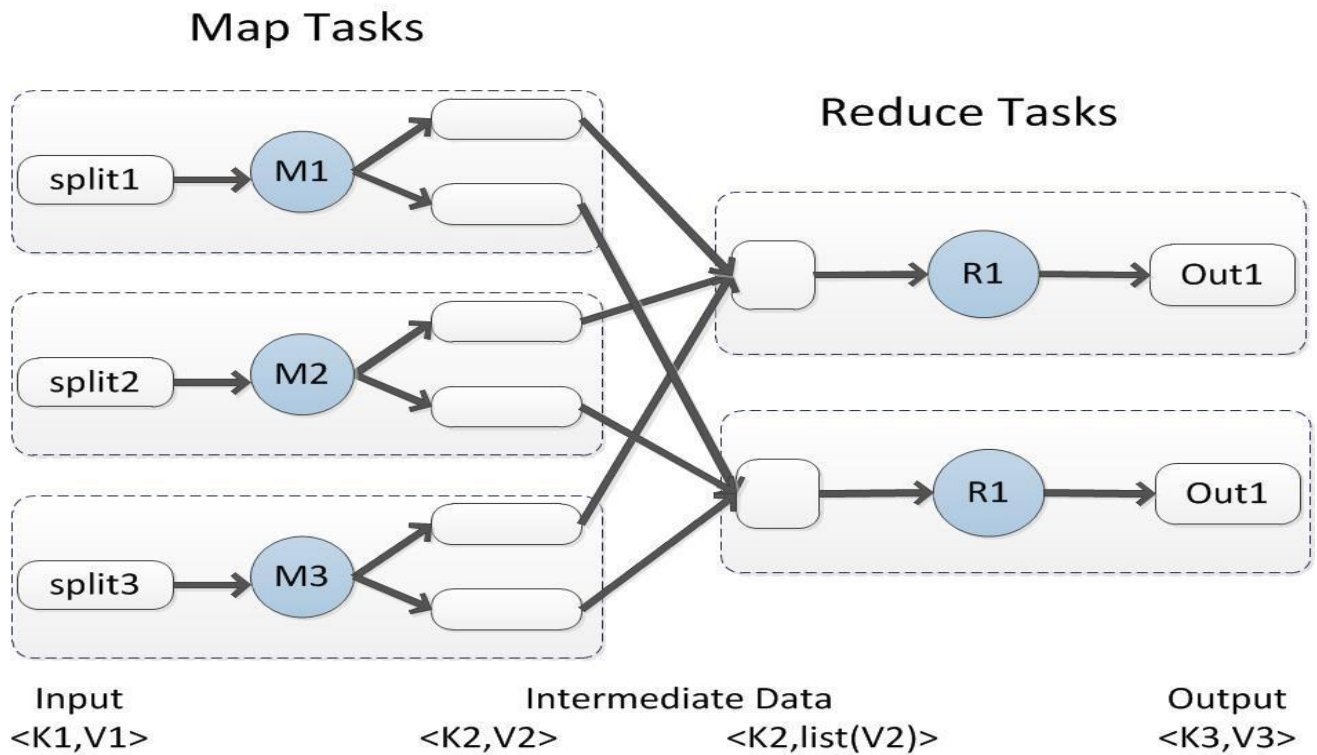 Map Tasks
Reduce Tasks
split1
M1
split2
M2
split3
M3
R1
Out1
R1
Out1
Input
<K1,V1>
Intermediate Data
<K2,V2>
<K2,list(V2)>
Output
<K3,V3>